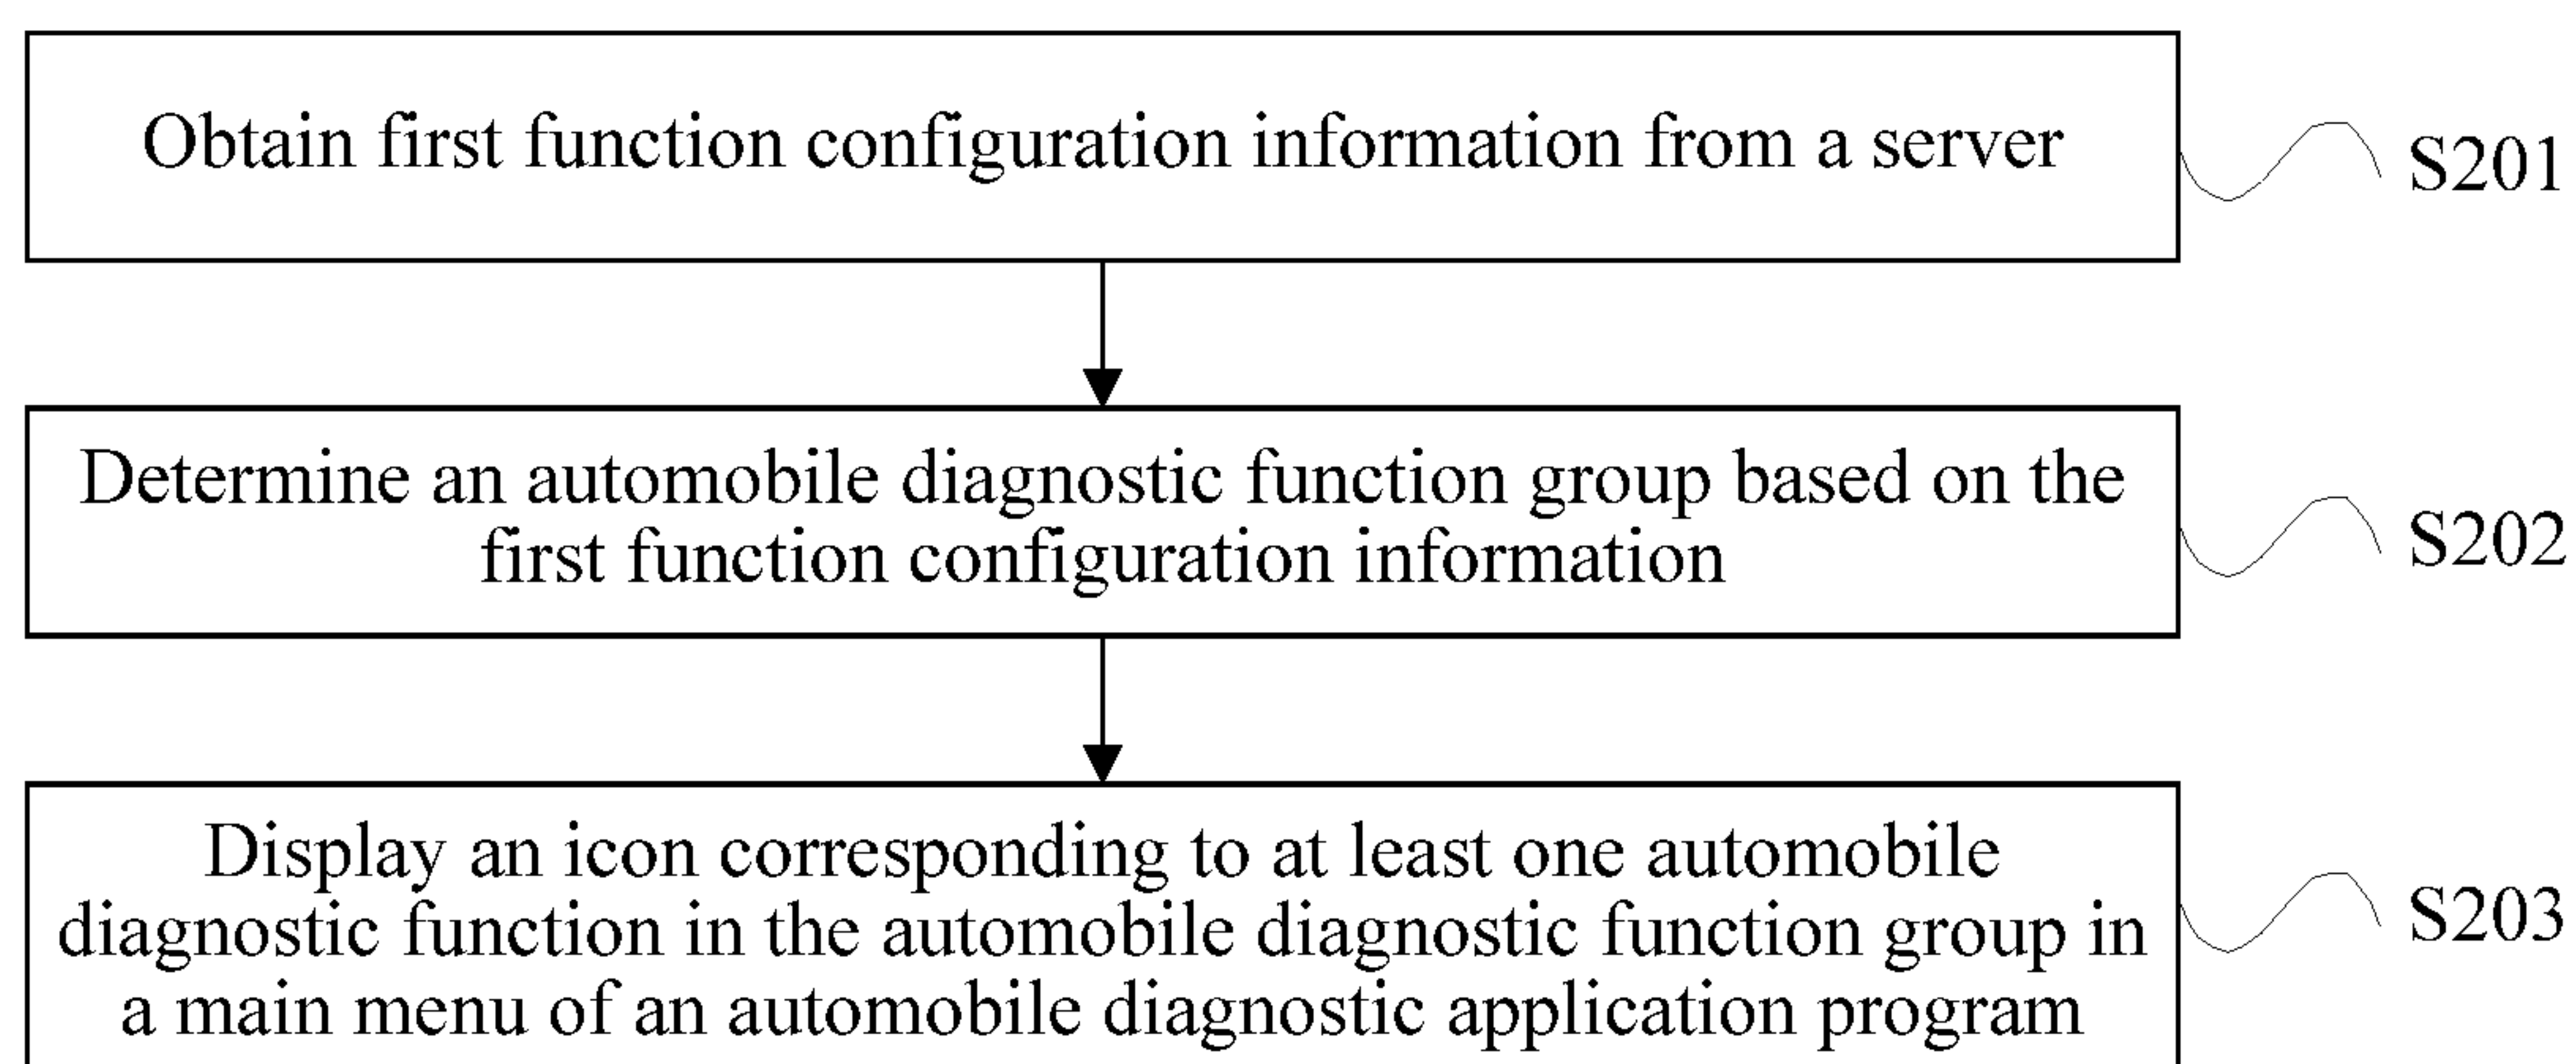 Obtain first function configuration information from a server
S201
Determine an automobile diagnostic function group based on the
first function configuration information
S202
Display an icon corresponding to at least one automobile
diagnostic function in the automobile diagnostic function group in
a main menu of an automobile diagnostic application program
S203